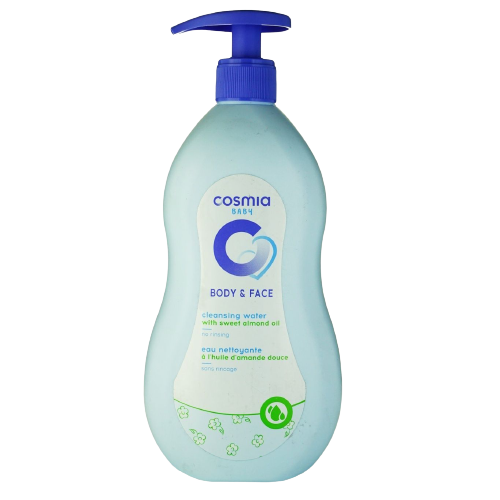 cosmia
BABY
BODY & FACE
cleansing water
with sweet almond oil
no rinsing
eau nettoyante
à l'huile d'amande douce
sans rinçage